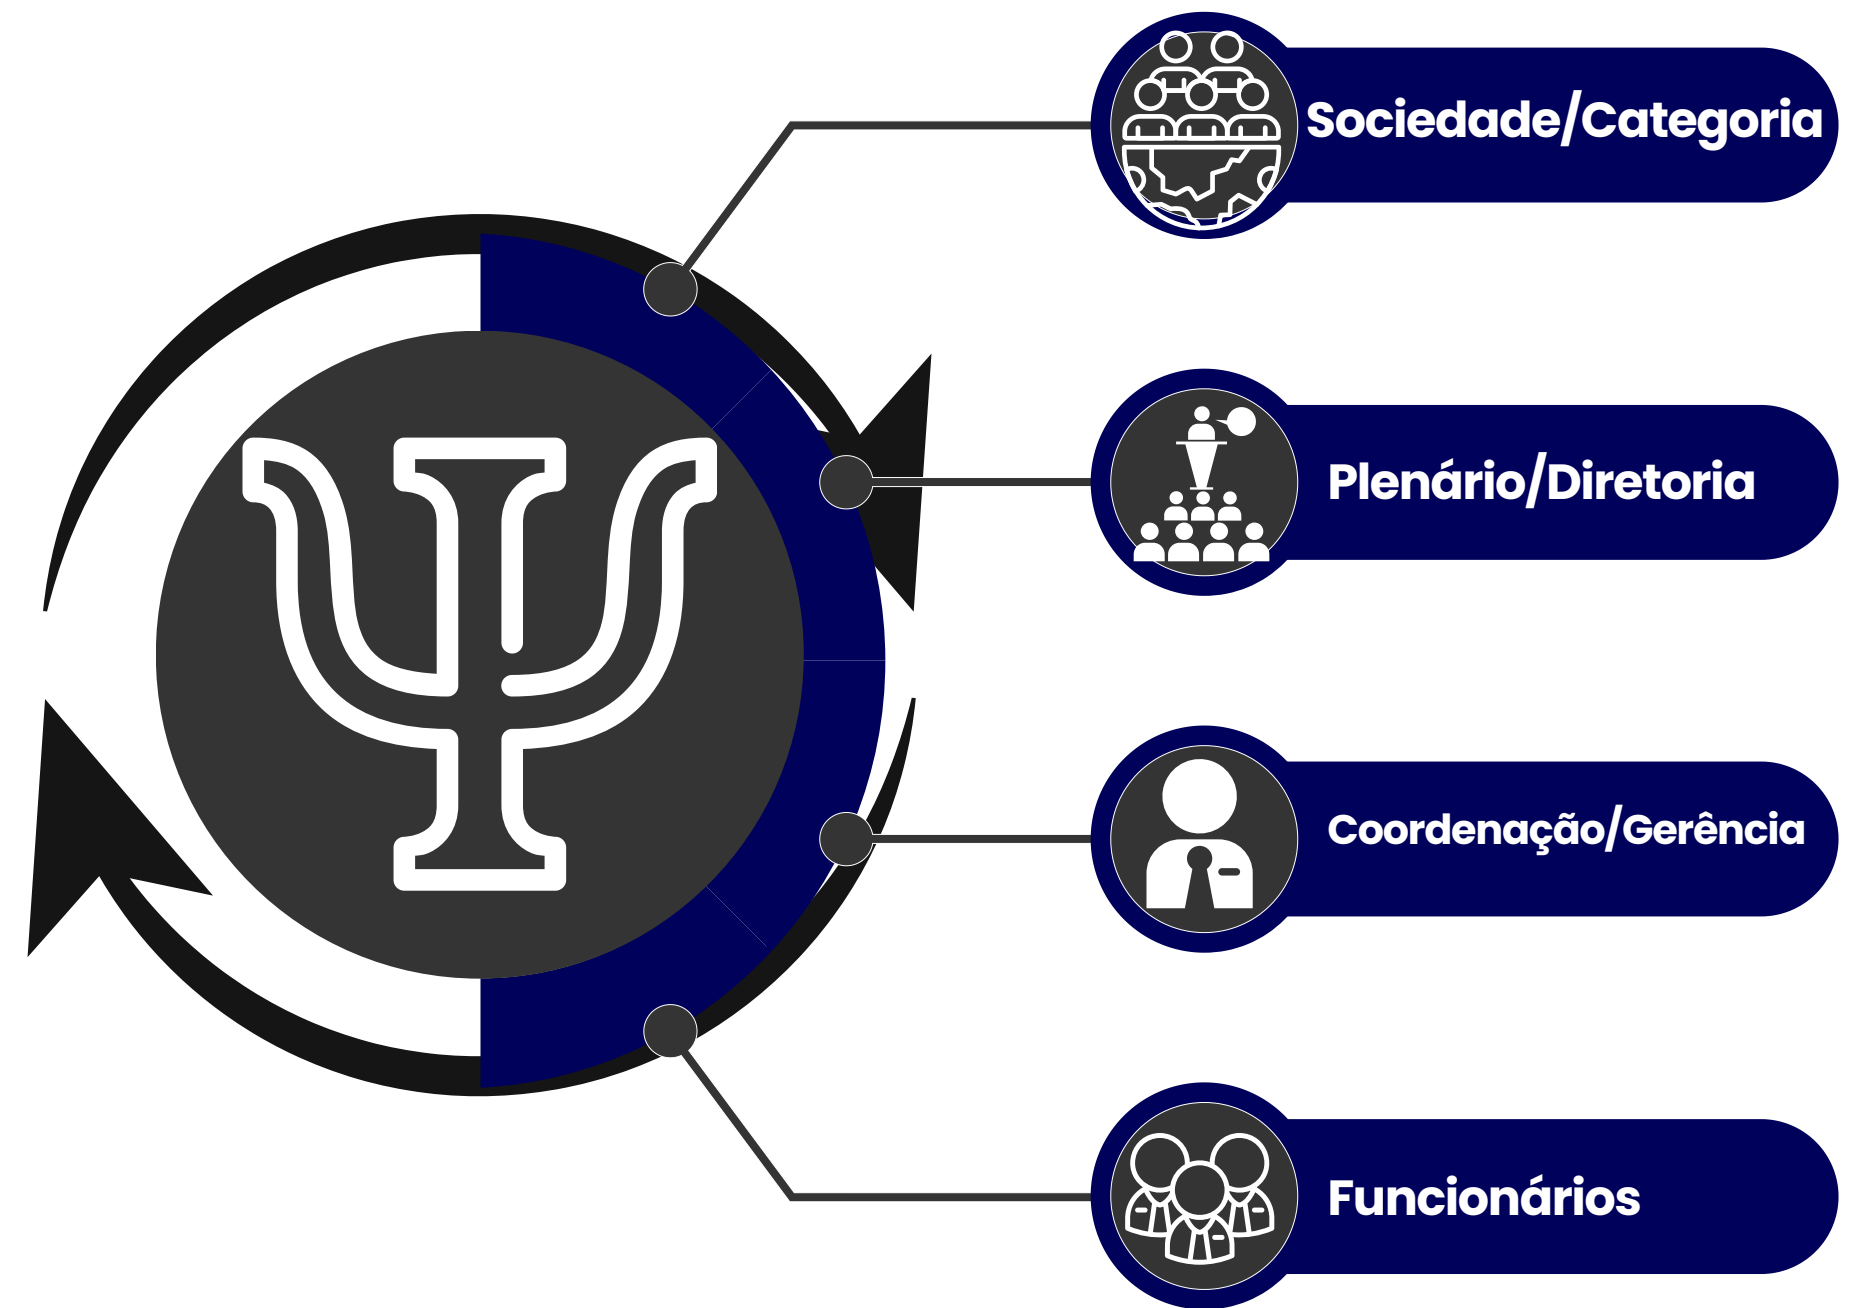 Sociedade/Categoria
Plenário/Diretoria
Coordenação/Gerência
Funcionários